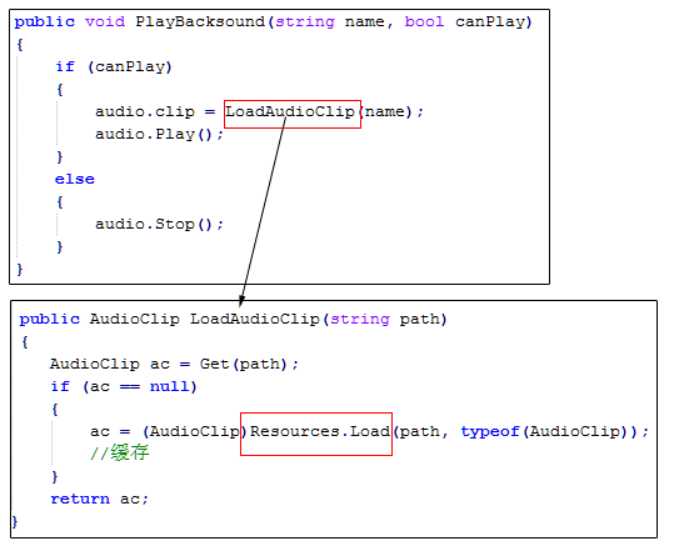 public void PlayBacksound(string name, bool canPlay)
{
if (canPlay)
{
audio.clip = LoadAudioClip(name);
audio.Play();
}
else
{
audio.Stop();
}
}
public AudioClip LoadAudioClip(string path)
{
AudioClip ac = Get(path);
if (ac == null)
{
ac = (AudioClip)Resources.Load(path, typeof(AudioClip));
//缓存
}
return ac;
}